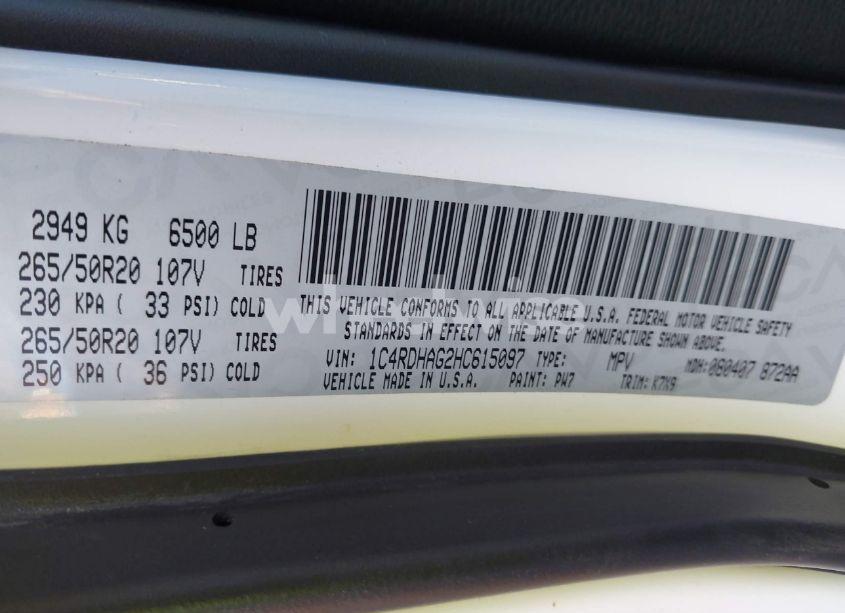 2949 KG 6500 LB
265/50R20 107V TIRES
230 KPA ( 33 PSI) COLD
265/50R20 107V TIRES
250 KPA ( 36 PSI) COLD
THIS VEHICLE CONFORMS TO ALL APPLICABLE U.S.A. FEDERAL MOTOR VEHICLE SAFETY
STANDARDS IN EFFECT ON THE DATE OF MANUFACTURE SHOWN ABOVE.
VIN: 1C4RDHAG2HC615097 TYPE: MPV MDH: 080407 872AA
VEHICLE MADE IN U.S.A. PAINT: PW7 TRIM: K7X9